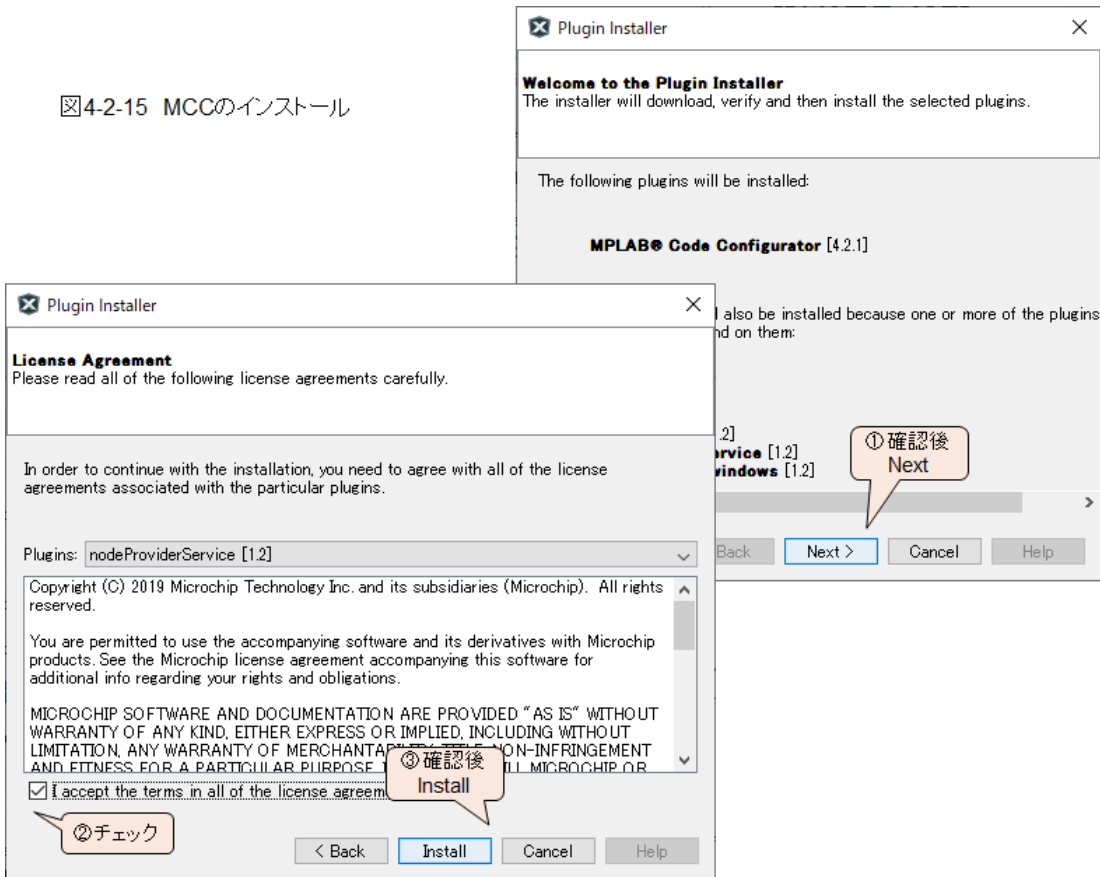 図4-2-15 MCCのインストール
Plugin Installer
Welcome to the Plugin Installer
The installer will download, verify and then install the selected plugins.
The following plugins will be installed:
MPLAB® Code Configurator [4.2.1]
also be installed because one or more of the plugins
on them:
.2]
[1.2]
windows [1.2]
①確認後
Next
Back
Next >
Cancel
Help
Plugin Installer
License Agreement
Please read all of the following license agreements carefully.
In order to continue with the installation, you need to agree with all of the license
agreements associated with the particular plugins.
Plugins: nodeProviderService [1.2]
Copyright (C) 2019 Microchip Technology Inc. and its subsidiaries (Microchip). All rights
reserved.
You are permitted to use the accompanying software and its derivatives with Microchip
products. See the Microchip license agreement accompanying this software for
additional info regarding your rights and obligations.
MICROCHIP SOFTWARE AND DOCUMENTATION ARE PROVIDED "AS IS" WITHOUT
WARRANTY OF ANY KIND, EITHER EXPRESS OR IMPLIED, INCLUDING WITHOUT
LIMITATION, ANY WARRANTY OF NON-INFRINGEMENT
AND FITNESS FOR A PARTICULAR PURPOSE MICROCHIP OR
③確認後
Install
I accept the terms in all of the license
②チェック
< Back
Install
Cancel
Help